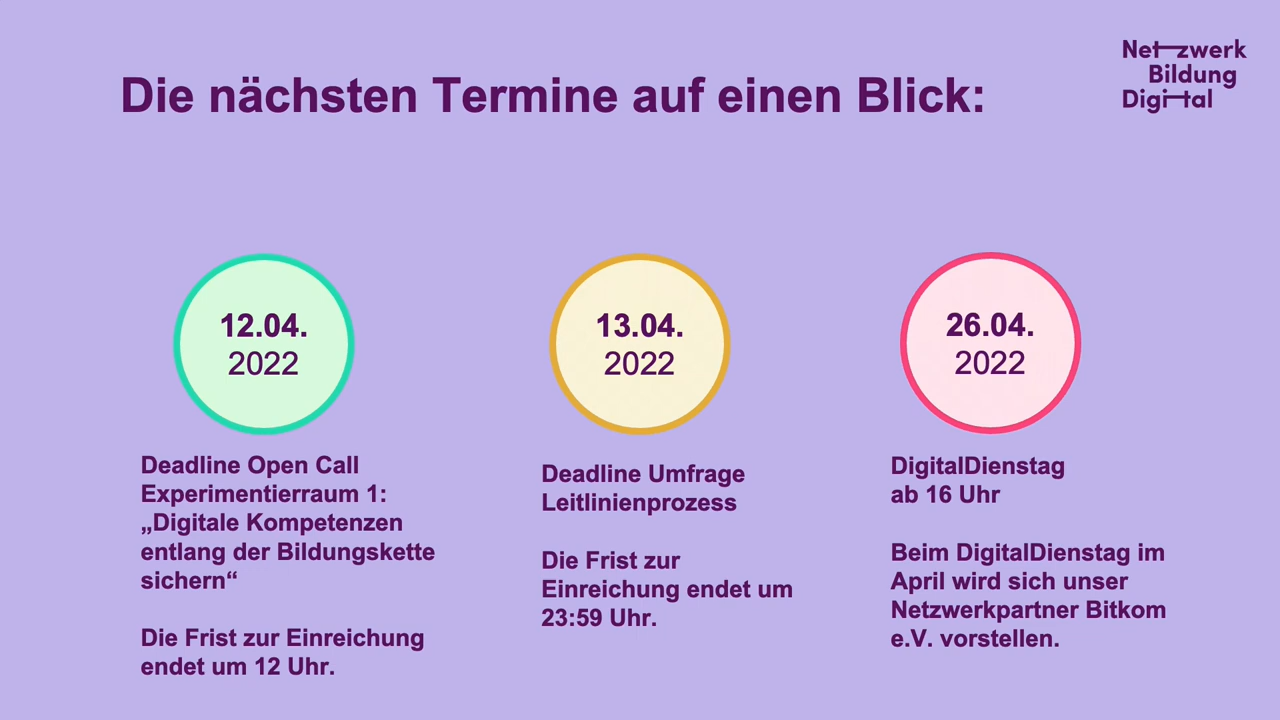 Netzwerk
Bildung
Digital
Die nächsten Termine auf einen Blick:
12.04.
2022
Deadline Open Call
Experimentierraum 1:
„Digitale Kompetenzen
entlang der Bildungskette
sichern“
Die Frist zur Einreichung
endet um 12 Uhr.
13.04.
2022
Deadline Umfrage
Leitlinienprozess
Die Frist zur
Einreichung endet um
23:59 Uhr.
26.04.
2022
DigitalDienstag
ab 16 Uhr
Beim DigitalDienstag im
April wird sich unser
Netzwerkpartner Bitkom
e.V. vorstellen.